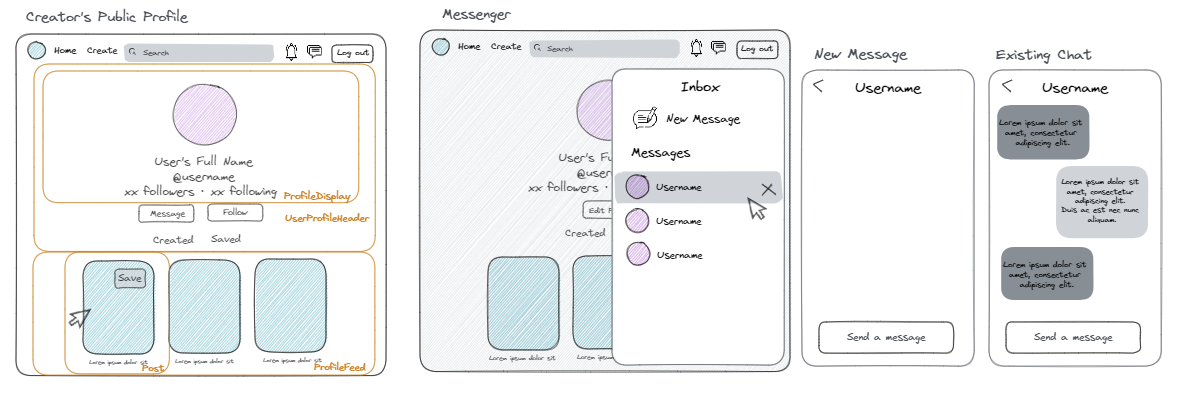 Creator's Public Profile
Home
Create
Search
Log out
User's Full Name
@username
xx followers · xx following
ProfileDisplay
Message
Follow
UserProfileHeader
Created
Saved
Save
Lorem ipsum dolor sit
Lorem ipsum dolor sit
Lorem ipsum dolor sit
Post
ProfileFeed
Messenger
Home
Create
Search
Log out
User's Fu
@user
xx followers ·
Edit F
Created
Lorem ipsum dolor sit
Lorem ipsum
Inbox
New Message
Messages
Username
Username
Username
New Message
Username
Send a message
Existing Chat
Username
Lorem ipsum dolor sit
amet, consectetur
adipiscing elit.
Lorem ipsum dolor sit
amet, consectetur
adipiscing elit.
Duis ac est nec nunc
aliquam.
Lorem ipsum dolor sit
amet, consectetur
adipiscing elit.
Send a message